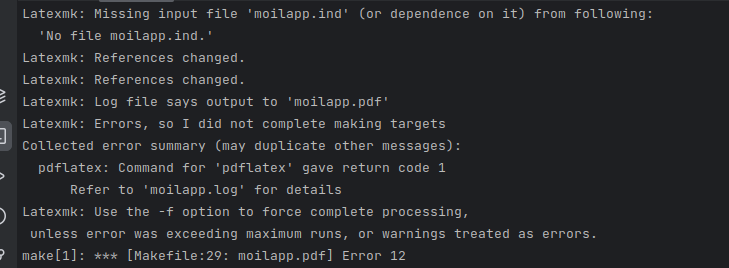 Latexmk: Missing input file 'moilapp.ind' (or dependence on it) from following:
  'No file moilapp.ind.'
Latexmk: References changed.
Latexmk: References changed.
Latexmk: Log file says output to 'moilapp.pdf'
Latexmk: Errors, so I did not complete making targets
Collected error summary (may duplicate other messages):
  pdflatex: Command for 'pdflatex' gave return code 1
      Refer to 'moilapp.log' for details
Latexmk: Use the -f option to force complete processing,
 unless error was exceeding maximum runs, or warnings treated as errors.
make[1]: *** [Makefile:29: moilapp.pdf] Error 12